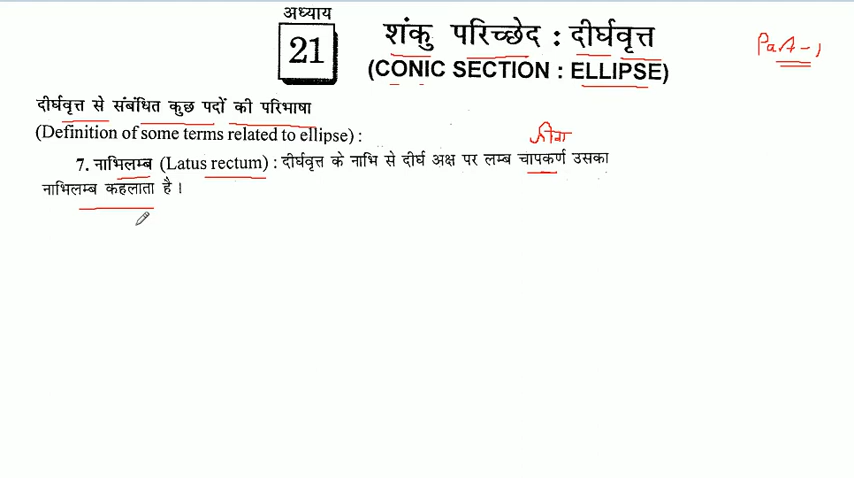 अध्याय
21
शंकु परिच्छेद : दीर्घवृत्त
(CONIC SECTION : ELLIPSE)
Part-1
दीर्घवृत्त से संबंधित कुछ पदों की परिभाषा
(Definition of some terms related to ellipse) :
जीवा
7. नाभिलम्ब (Latus rectum) : दीर्घवृत्त के नाभि से दीर्घ अक्ष पर लम्ब चापकर्ण उसका
नाभिलम्ब कहलाता है ।